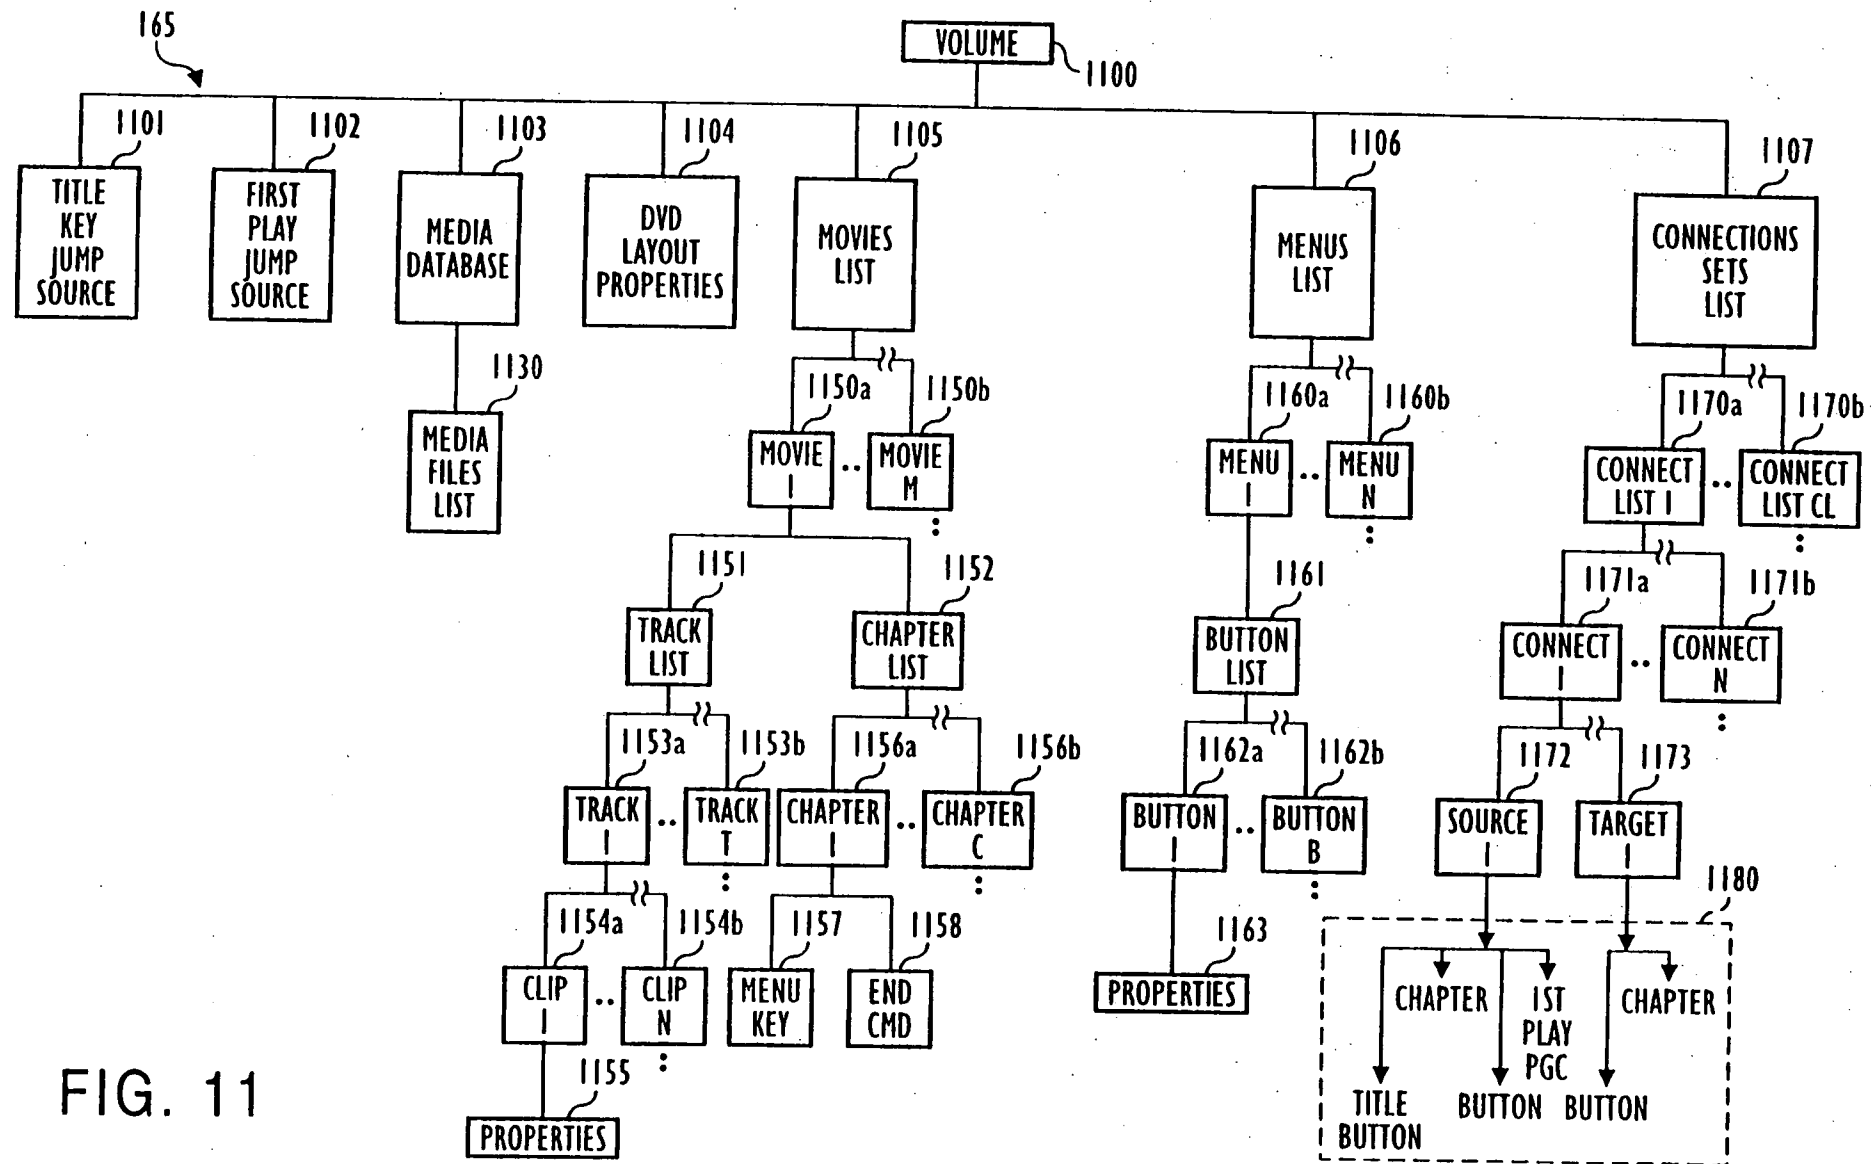 165
VOLUME
1100
1101
1102
1103
1104
1105
1106
1107
TITLE
KEY
JUMP
SOURCE
FIRST
PLAY
JUMP
SOURCE
MEDIA
DATABASE
DVD
LAYOUT
PROPERTIES
MOVIES
LIST
MENUS
LIST
CONNECTIONS
SETS
LIST
1130
MEDIA
FILES
LIST
1150a
1150b
MOVIE
1
..
MOVIE
M
1160a
1160b
MENU
1
..
MENU
N
1170a
1170b
CONNECT
LIST 1
..
CONNECT
LIST CL
1151
TRACK
LIST
1152
CHAPTER
LIST
1161
BUTTON
LIST
1171a
1171b
CONNECT
1
..
CONNECT
N
1153a
1153b
TRACK
1
..
TRACK
T
1156a
1156b
CHAPTER
1
..
CHAPTER
C
1162a
1162b
BUTTON
1
..
BUTTON
B
1172
SOURCE
1
1173
TARGET
1
1154a
1154b
CLIP
1
..
CLIP
N
1157
MENU
KEY
1158
END
CMD
1163
PROPERTIES
1180
CHAPTER
1ST
PLAY
PGC
CHAPTER
TITLE
BUTTON
BUTTON
BUTTON
1155
PROPERTIES
FIG. 11